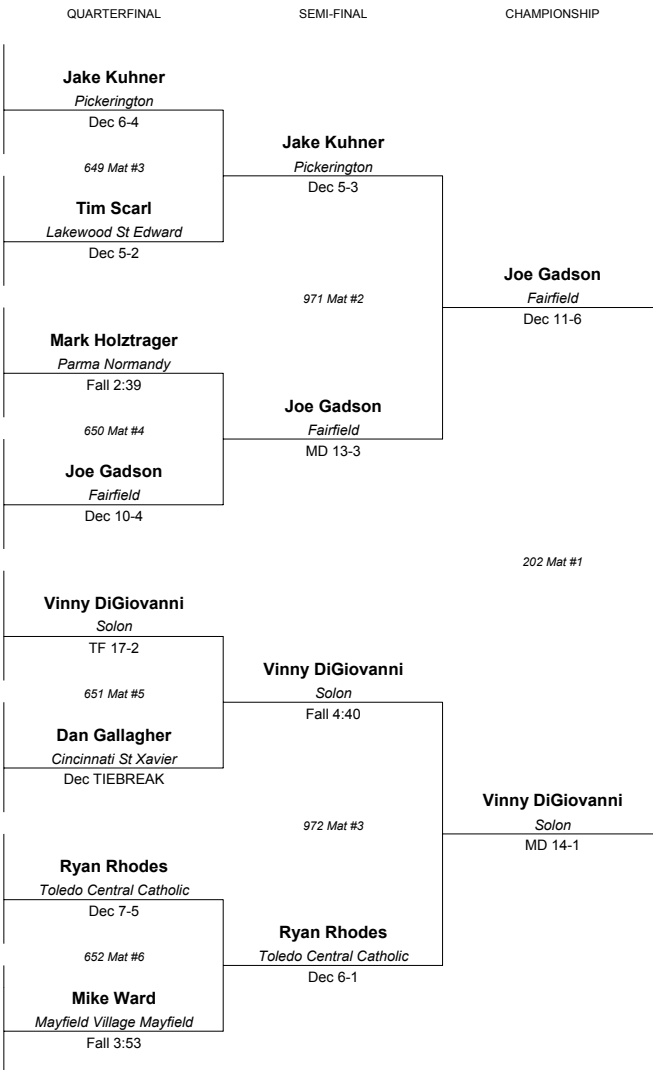 QUARTERFINAL SEMI-FINAL CHAMPIONSHIP
Jake Kuhner
Pickerington
Dec 6-4
649 Mat #3
Tim Scarl
Lakewood St Edward
Dec 5-2
Mark Holztrager
Parma Normandy
Fall 2:39
650 Mat #4
Joe Gadson
Fairfield
Dec 10-4
Vinny DiGiovanni
Solon
TF 17-2
651 Mat #5
Dan Gallagher
Cincinnati St Xavier
Dec TIEBREAK
Ryan Rhodes
Toledo Central Catholic
Dec 7-5
652 Mat #6
Mike Ward
Mayfield Village Mayfield
Fall 3:53
Jake Kuhner
Pickerington
Dec 5-3
971 Mat #2
Joe Gadson
Fairfield
MD 13-3
Vinny DiGiovanni
Solon
Fall 4:40
972 Mat #3
Ryan Rhodes
Toledo Central Catholic
Dec 6-1
Joe Gadson
Fairfield
Dec 11-6
202 Mat #1
Vinny DiGiovanni
Solon
MD 14-1